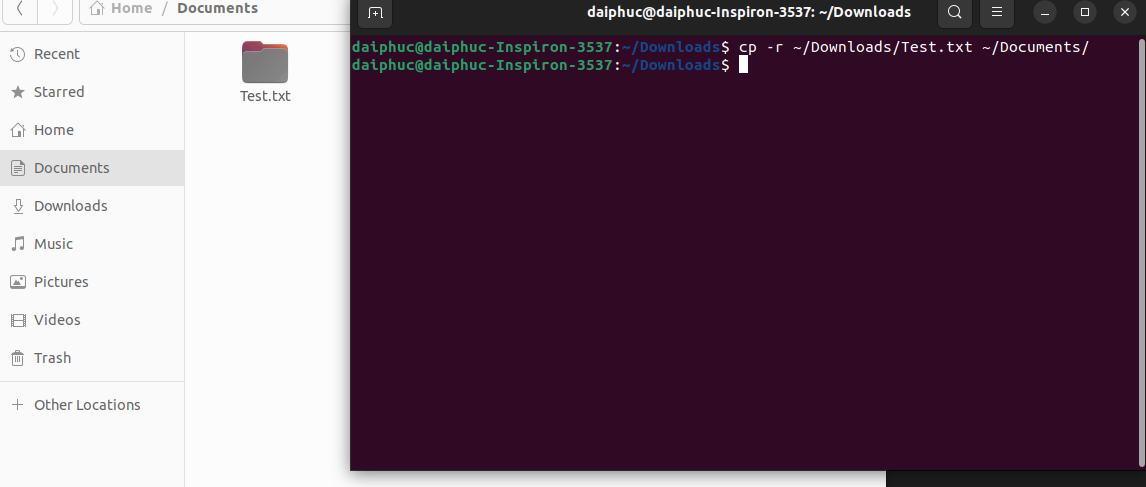 Home / Documents
Recent
Starred
Home
Documents
Downloads
Music
Pictures
Videos
Trash
Other Locations
Test.txt
daiphuc@daiphuc-Inspiron-3537: ~/Downloads
daiphuc@daiphuc-Inspiron-3537:~/Downloads$ cp -r ~/Downloads/Test.txt ~/Documents/
daiphuc@daiphuc-Inspiron-3537:~/Downloads$